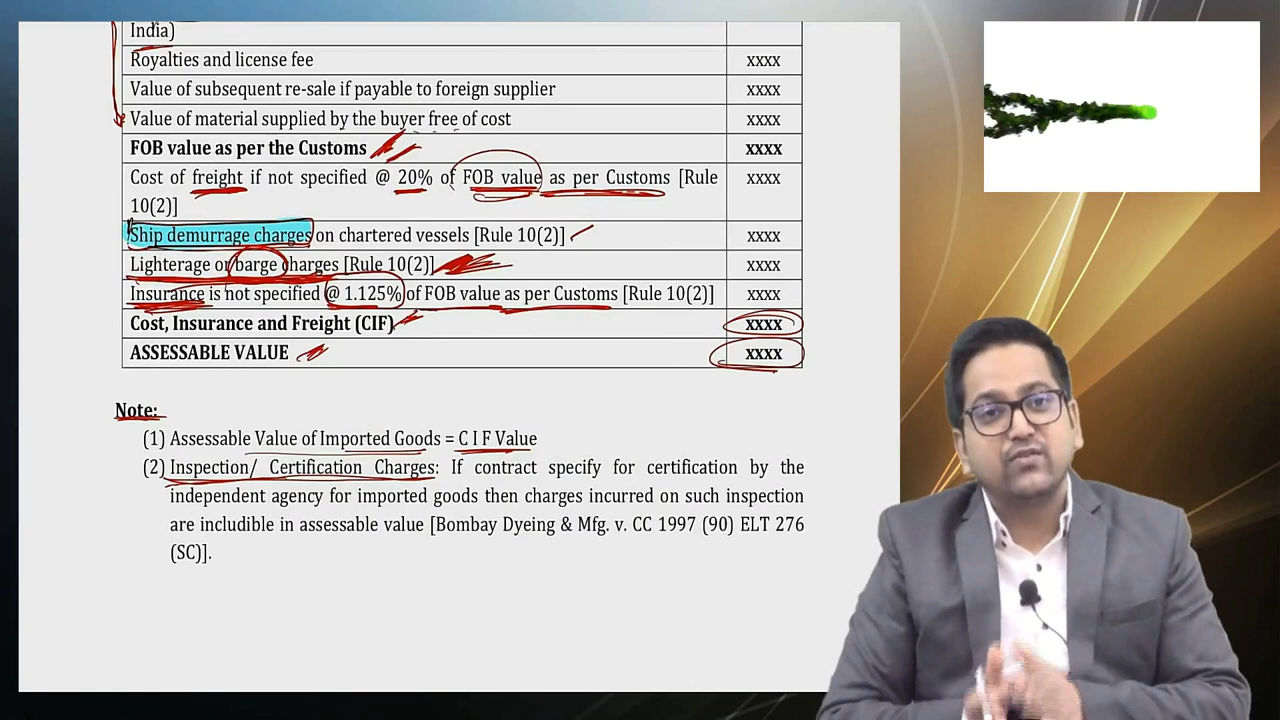 India)
Royalties and license fee xxxx
Value of subsequent re-sale if payable to foreign supplier xxxx
Value of material supplied by the buyer free of cost xxxx
FOB value as per the Customs xxxx
Cost of freight if not specified @ 20% of FOB value as per Customs [Rule xxxx
10(2)]
Ship demurrage charges on chartered vessels [Rule 10(2)] xxxx
Lighterage or barge charges [Rule 10(2)] xxxx
Insurance is not specified @ 1.125% of FOB value as per Customs [Rule 10(2)] xxxx
Cost, Insurance and Freight (CIF) xxxx
ASSESSABLE VALUE xxxx
Note:
(1) Assessable Value of Imported Goods = C I F Value
(2) Inspection/ Certification Charges: If contract specify for certification by the
independent agency for imported goods then charges incurred on such inspection
are includible in assessable value [Bombay Dyeing & Mfg. v. CC 1997 (90) ELT 276
(SC)].